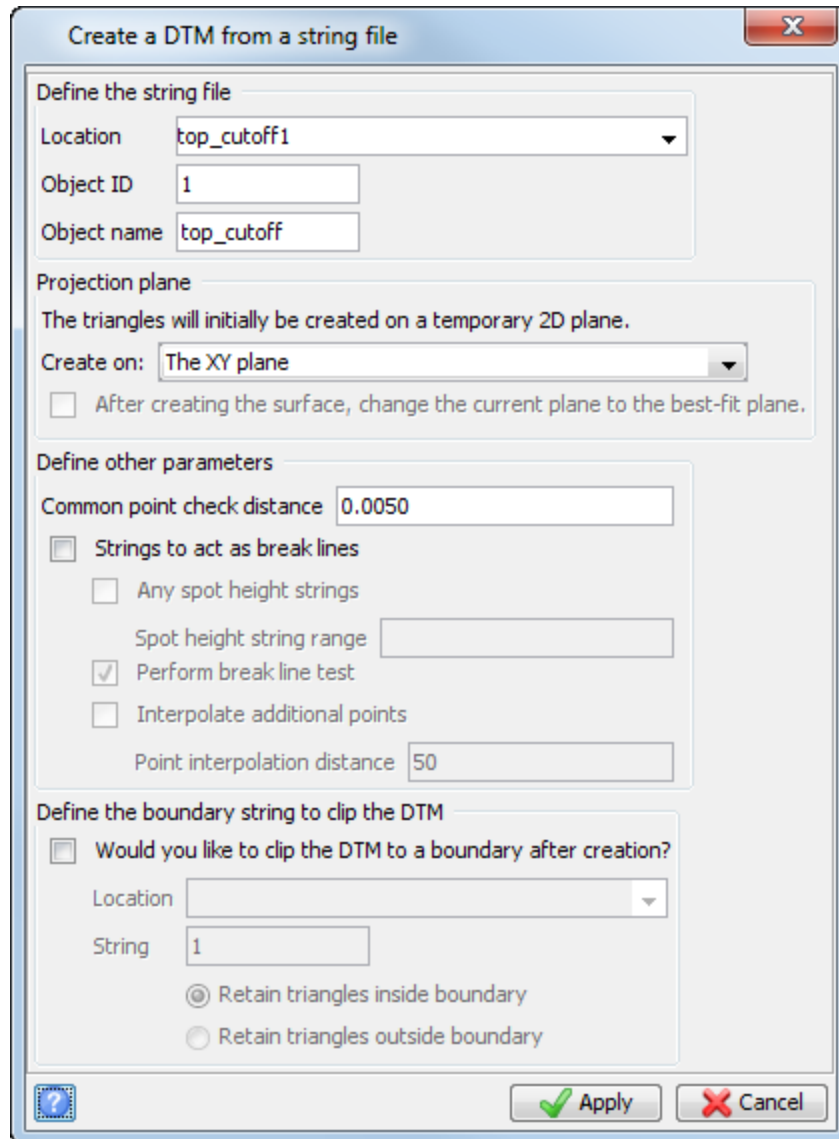 Create a DTM from a string file
Define the string file
Location top_cutoff1
Object ID 1
Object name top_cutoff
Projection plane
The triangles will initially be created on a temporary 2D plane.
Create on: The XY plane
After creating the surface, change the current plane to the best-fit plane.
Define other parameters
Common point check distance 0.0050
Strings to act as break lines
Any spot height strings
Spot height string range
Perform break line test
Interpolate additional points
Point interpolation distance 50
Define the boundary string to clip the DTM
Would you like to clip the DTM to a boundary after creation?
Location
String 1
Retain triangles inside boundary
Retain triangles outside boundary
? Apply Cancel